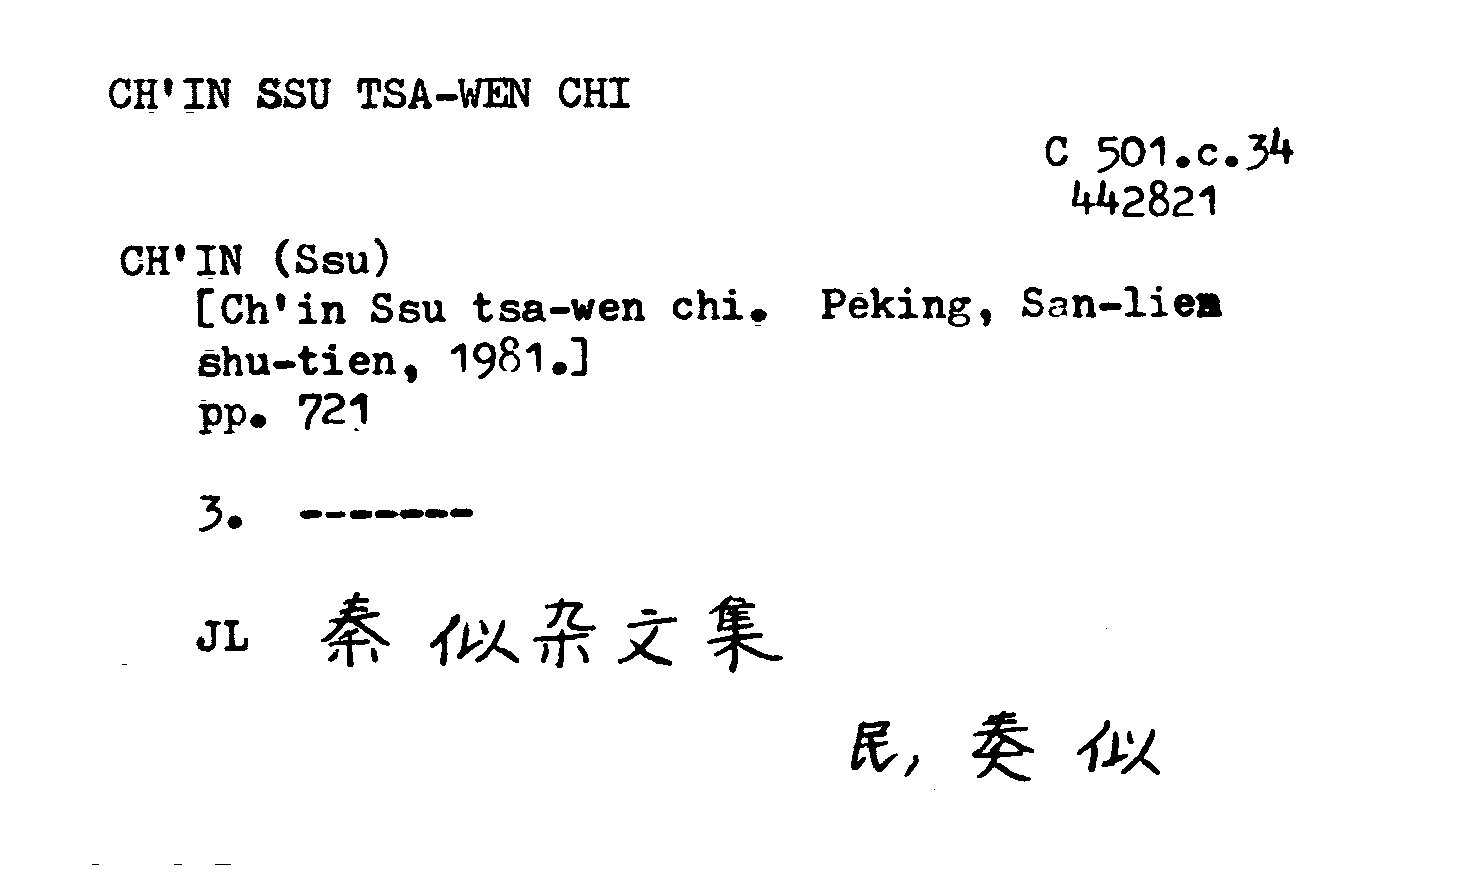 CH'IN SSU TSA-WEN CHI
C 501.c.34
442821
CH'IN (Ssu)
[Ch'in Ssu tsa-wen chi. Peking, San-lien
shu-tien, 1981.]
pp. 721
3. -------
JL 秦似杂文集
民, 秦似